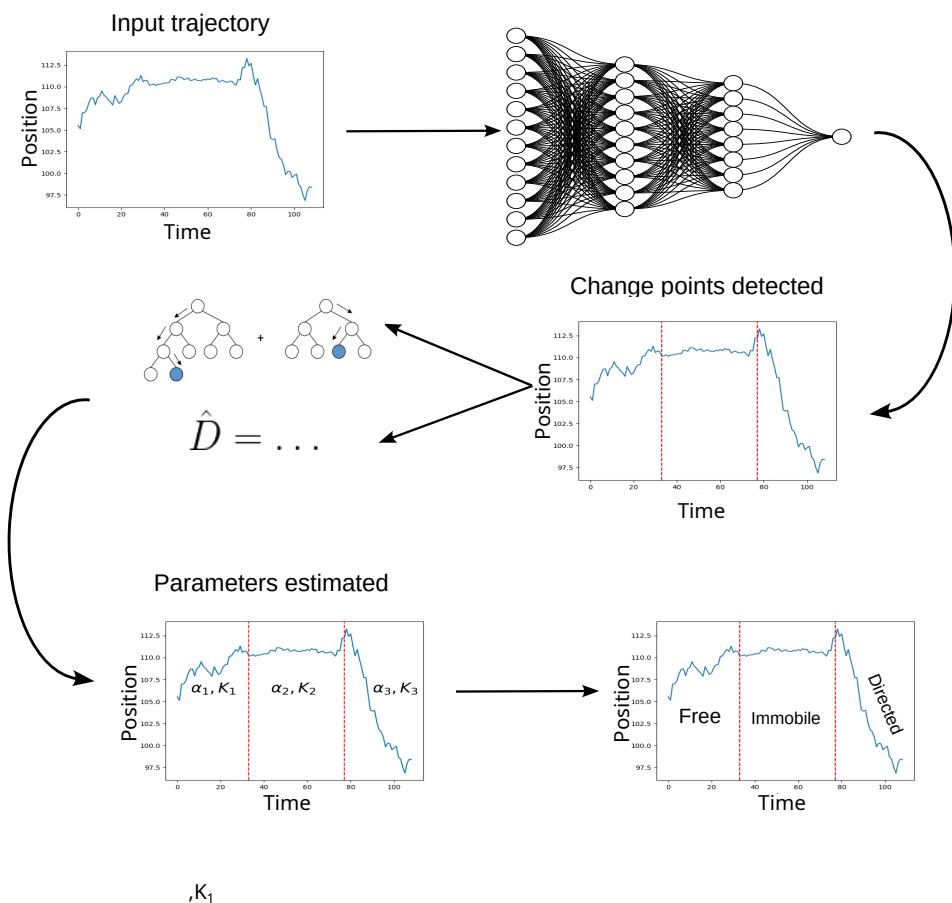 Input trajectory
Position
112.5
110.0
107.5
105.0
102.5
100.0
97.5
0 20 40 60 80 100
Time
Change points detected
Position
112.5
110.0
107.5
105.0
102.5
100.0
97.5
0 20 40 60 80 100
Time
+
D̂ = . . .
Parameters estimated
Position
112.5
110.0
107.5
105.0
102.5
100.0
97.5
α₁, K₁
α₂, K₂
α₃, K₃
0 20 40 60 80 100
Time
Position
112.5
110.0
107.5
105.0
102.5
100.0
97.5
Free
Immobile
Directed
0 20 40 60 80 100
Time
,K₁